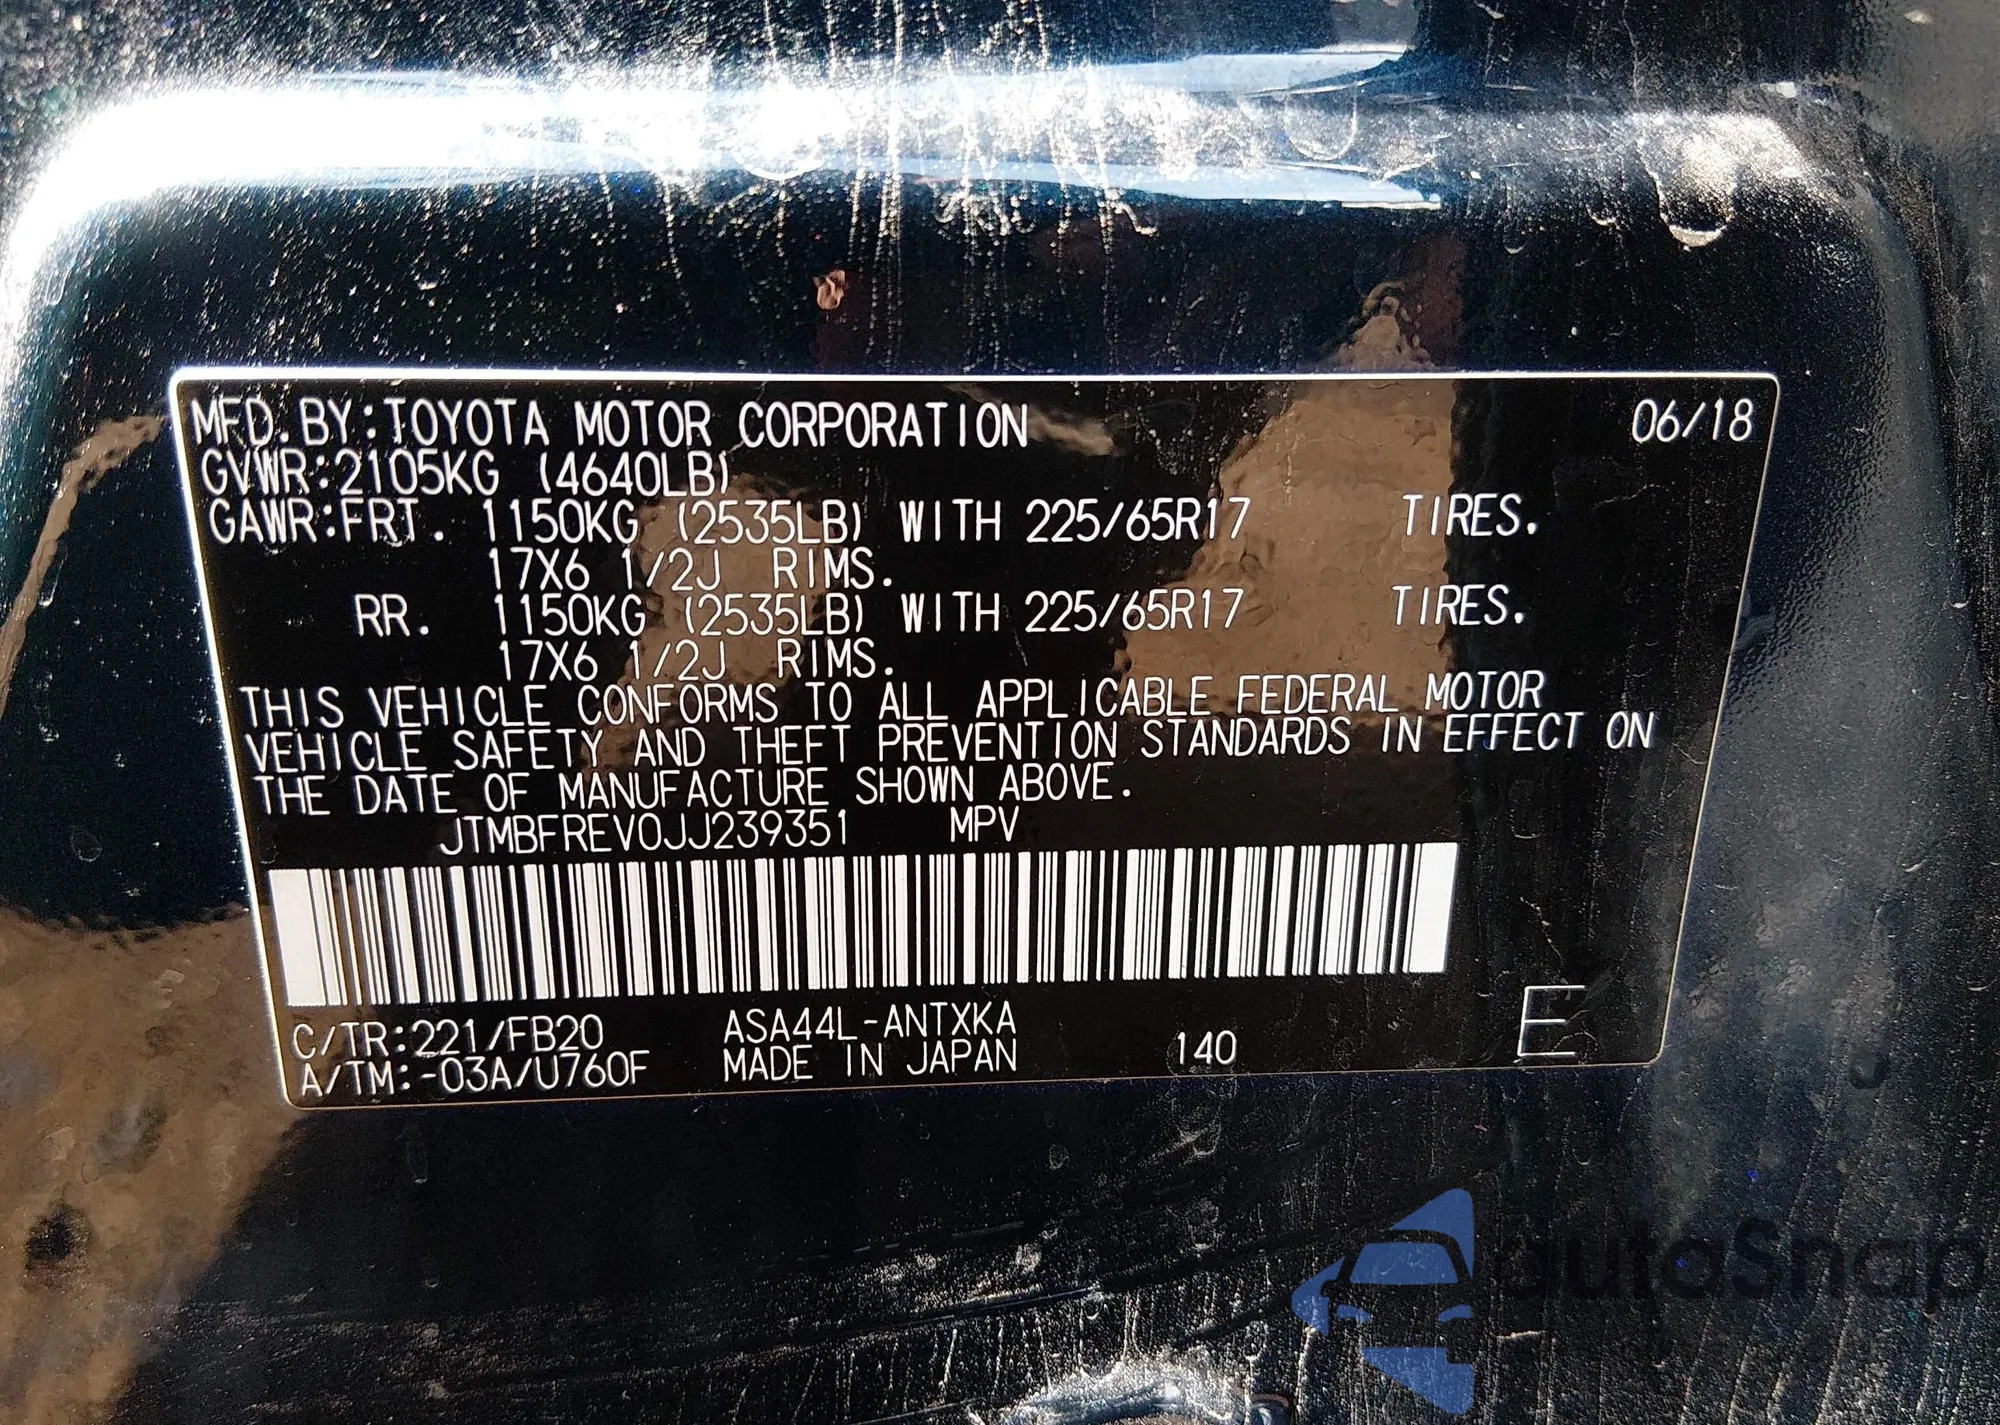 MFD.BY:TOYOTA MOTOR CORPORATION 06/18
GVWR:2105KG (4640LB)
GAWR:FRT. 1150KG (2535LB) WITH 225/65R17 TIRES.
17X6 1/2J RIMS.
RR. 1150KG (2535LB) WITH 225/65R17 TIRES.
17X6 1/2J RIMS.
THIS VEHICLE CONFORMS TO ALL APPLICABLE FEDERAL MOTOR
VEHICLE SAFETY AND THEFT PREVENTION STANDARDS IN EFFECT ON
THE DATE OF MANUFACTURE SHOWN ABOVE.
JTMBFREV0JJ239351 MPV
C/TR:221/FB20 ASA44L-ANTXKA 140 E
A/TM:-03A/U760F MADE IN JAPAN
autoSnap